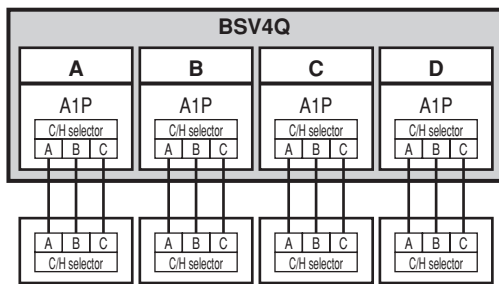 BSV4Q
A B C D
A1P A1P A1P A1P
C/H selector C/H selector C/H selector C/H selector
A B C A B C A B C A B C
A B C A B C A B C A B C
C/H selector C/H selector C/H selector C/H selector